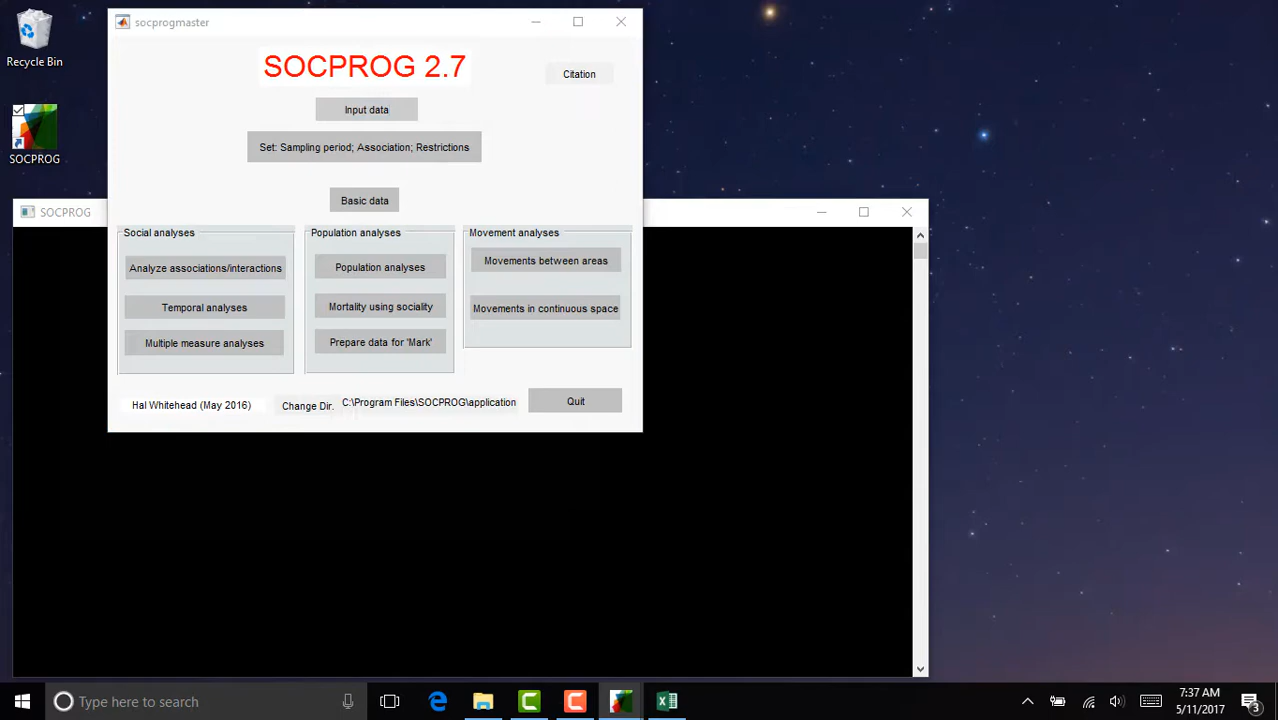 Recycle Bin
SOCPROG
socprogmaster
SOCPROG 2.7
Citation
Input data
Set: Sampling period; Association; Restrictions
Basic data
Social analyses
Analyze associations/interactions
Temporal analyses
Multiple measure analyses
Population analyses
Population analyses
Mortality using sociality
Prepare data for 'Mark'
Movement analyses
Movements between areas
Movements in continuous space
Hal Whitehead (May 2016)
Change Dir.
C:\Program Files\SOCPROG\application
Quit
SOCPROG
Type here to search
7:37 AM
5/11/2017
3